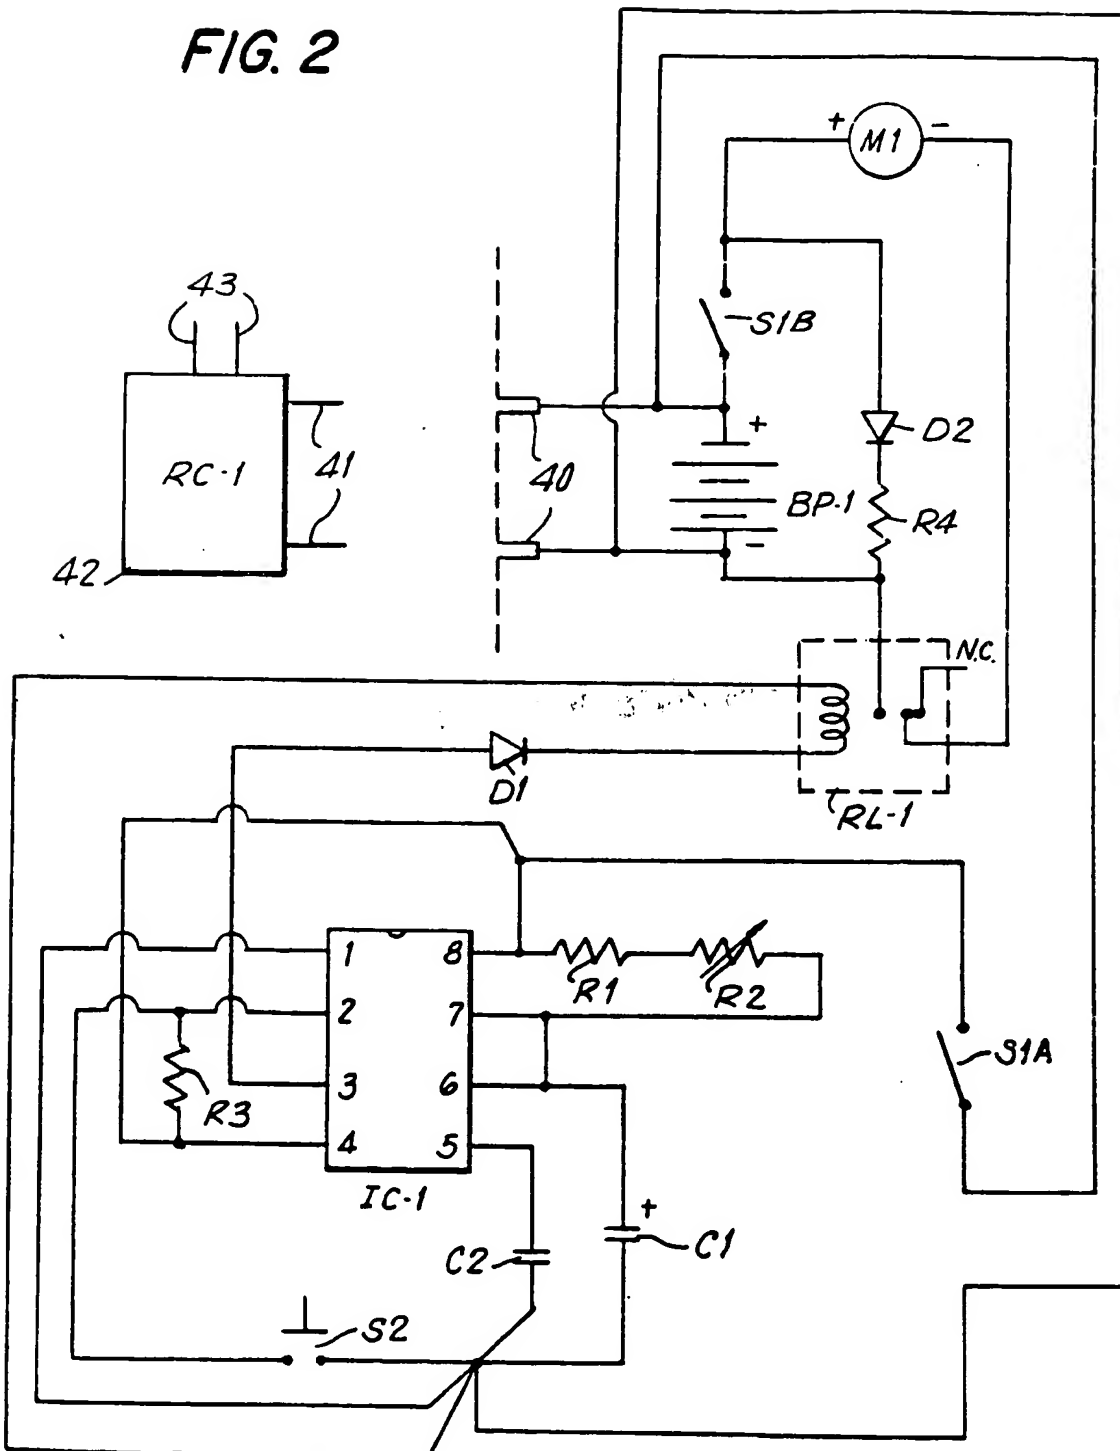 FIG. 2
+ M1 -
43
S1B
RC-1
41
40
+
D2
BP-1
R4
-
42
N.C.
D1
RL-1
1 8
R1 R2
2 7
S1A
3 6
R3
4 5
IC-1
+
C2 C1
S2